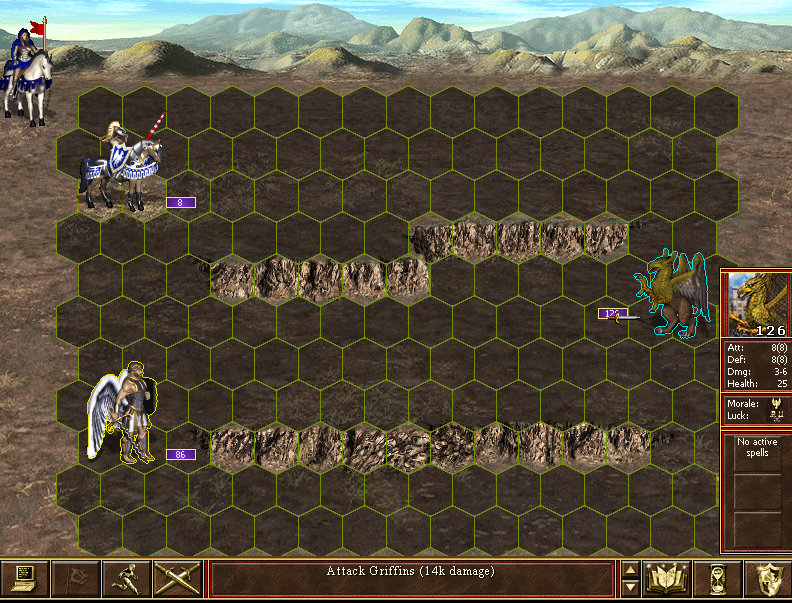 8
126
126
Att: 8(8)
Def: 8(8)
Dmg: 3-6
Health: 25
Morale:
Luck:
86
No active
spells
Attack Griffins (14k damage)